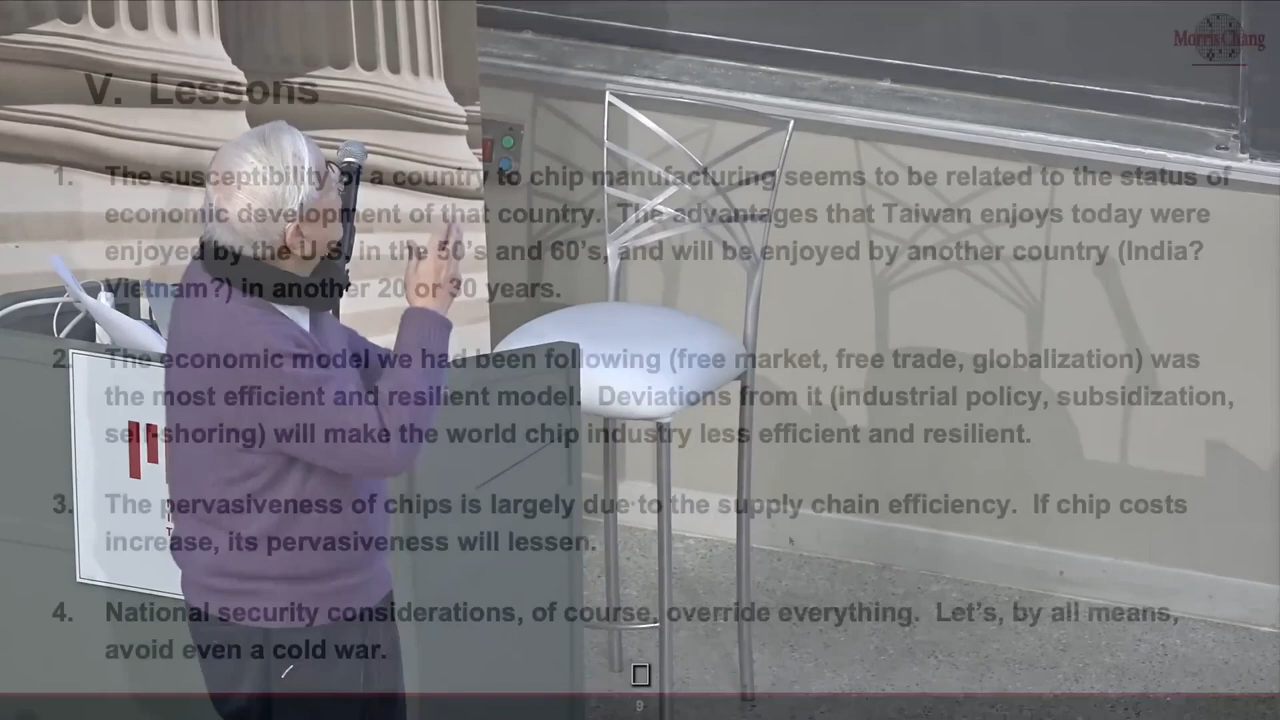 Morris Chang
V. Lessons
1. The susceptibility of a country to chip manufacturing seems to be related to the status of
economic development of that country. The advantages that Taiwan enjoys today were
enjoyed by the U.S. in the 50's and 60's, and will be enjoyed by another country (India?
Vietnam?) in another 20 or 30 years.
2. The economic model we had been following (free market, free trade, globalization) was
the most efficient and resilient model. Deviations from it (industrial policy, subsidization,
self-shoring) will make the world chip industry less efficient and resilient.
3. The pervasiveness of chips is largely due to the supply chain efficiency. If chip costs
increase, its pervasiveness will lessen.
4. National security considerations, of course, override everything. Let's, by all means,
avoid even a cold war.
9